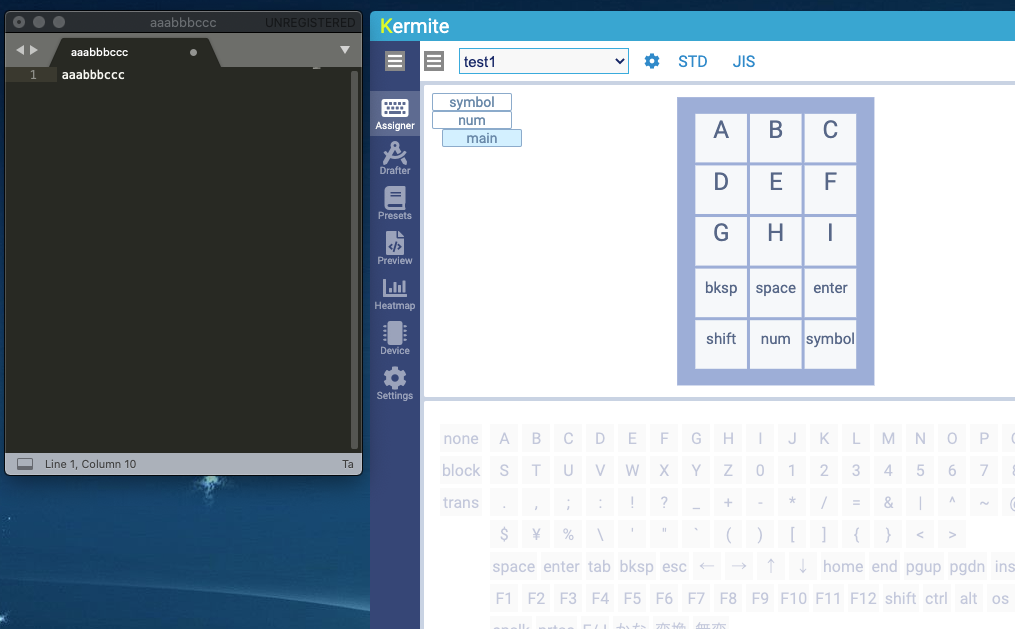 aaabbbccc
UNREGISTERED
aaabbbccc
1 aaabbbccc
Line 1, Column 10
Ta
Kermite
test1
STD
JIS
Assigner
Drafter
Presets
Preview
Heatmap
Device
Settings
symbol
num
main
A B C
D E F
G H I
bksp space enter
shift num symbol
none A B C D E F G H I J K L M N O P
block S T U V W X Y Z 0 1 2 3 4 5 6 7
trans . , ; : ! ? _ + - * / = & | ^ ~
$ ¥ % \ ' " ` ( ) [ ] { } < >
space enter tab bksp esc ← → ↑ ↓ home end pgup pgdn ins
F1 F2 F3 F4 F5 F6 F7 F8 F9 F10 F11 F12 shift ctrl alt os